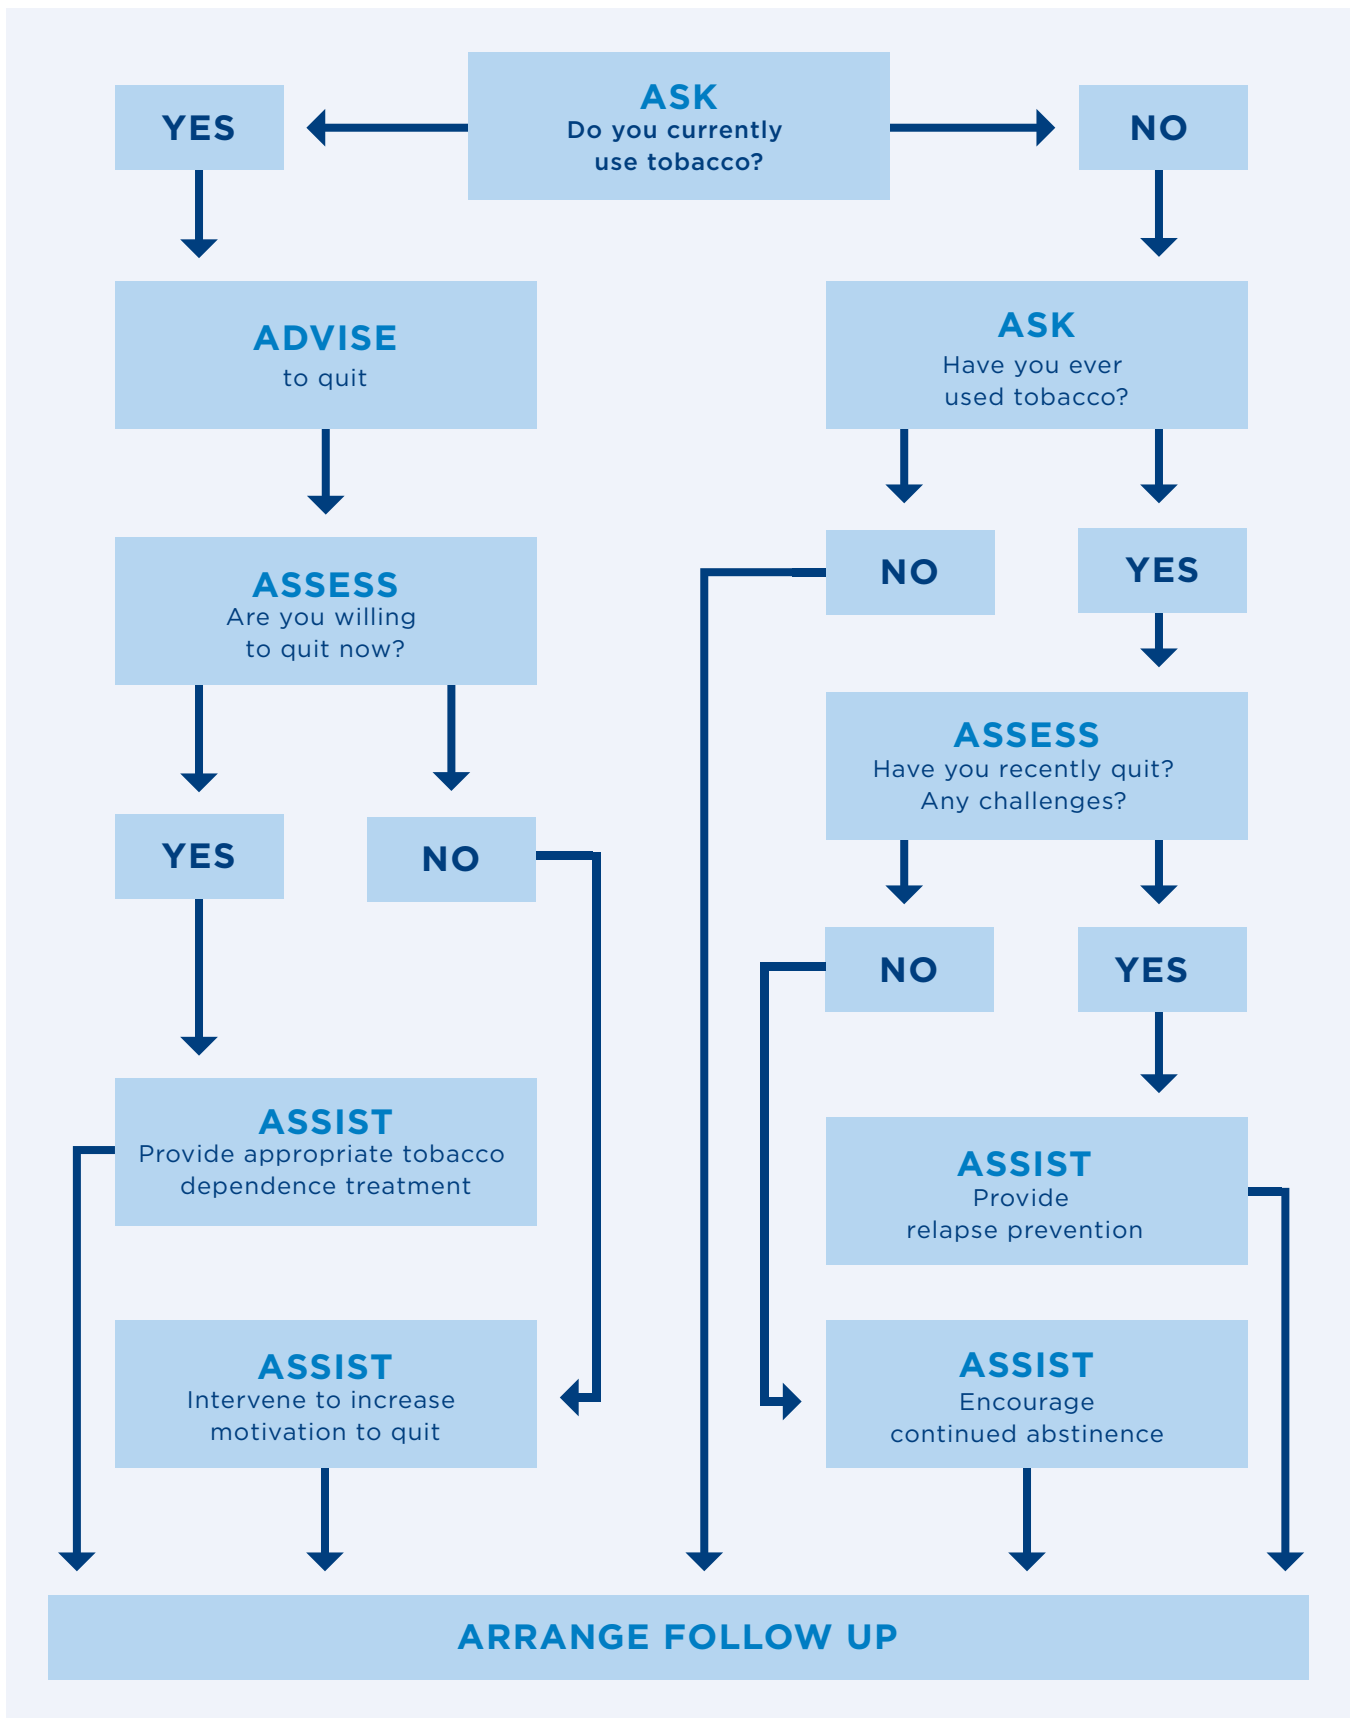 ASK
Do you currently
use tobacco?
YES
NO
ADVISE
to quit
ASK
Have you ever
used tobacco?
ASSESS
Are you willing
to quit now?
NO
YES
ASSESS
Have you recently quit?
Any challenges?
YES
NO
NO
YES
ASSIST
Provide appropriate tobacco
dependence treatment
ASSIST
Provide
relapse prevention
ASSIST
Intervene to increase
motivation to quit
ASSIST
Encourage
continued abstinence
ARRANGE FOLLOW UP